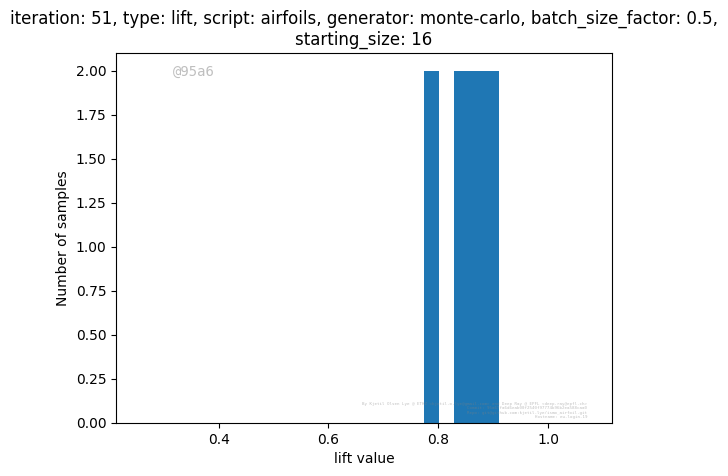 iteration: 51, type: lift, script: airfoils, generator: monte-carlo, batch_size_factor: 0.5,
starting_size: 16
@95a6
2.00
1.75
1.50
1.25
1.00
0.75
0.50
0.25
0.00
Number of samples
0.4
0.6
0.8
1.0
lift value